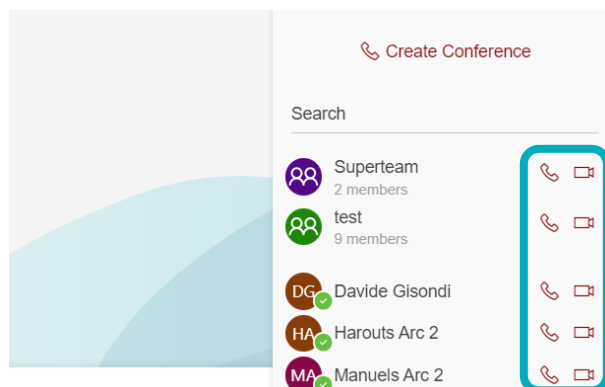 Create Conference
Search
Superteam
2 members
test
9 members
DG Davide Gisondi
HA Harouts Arc 2
MA Manuels Arc 2